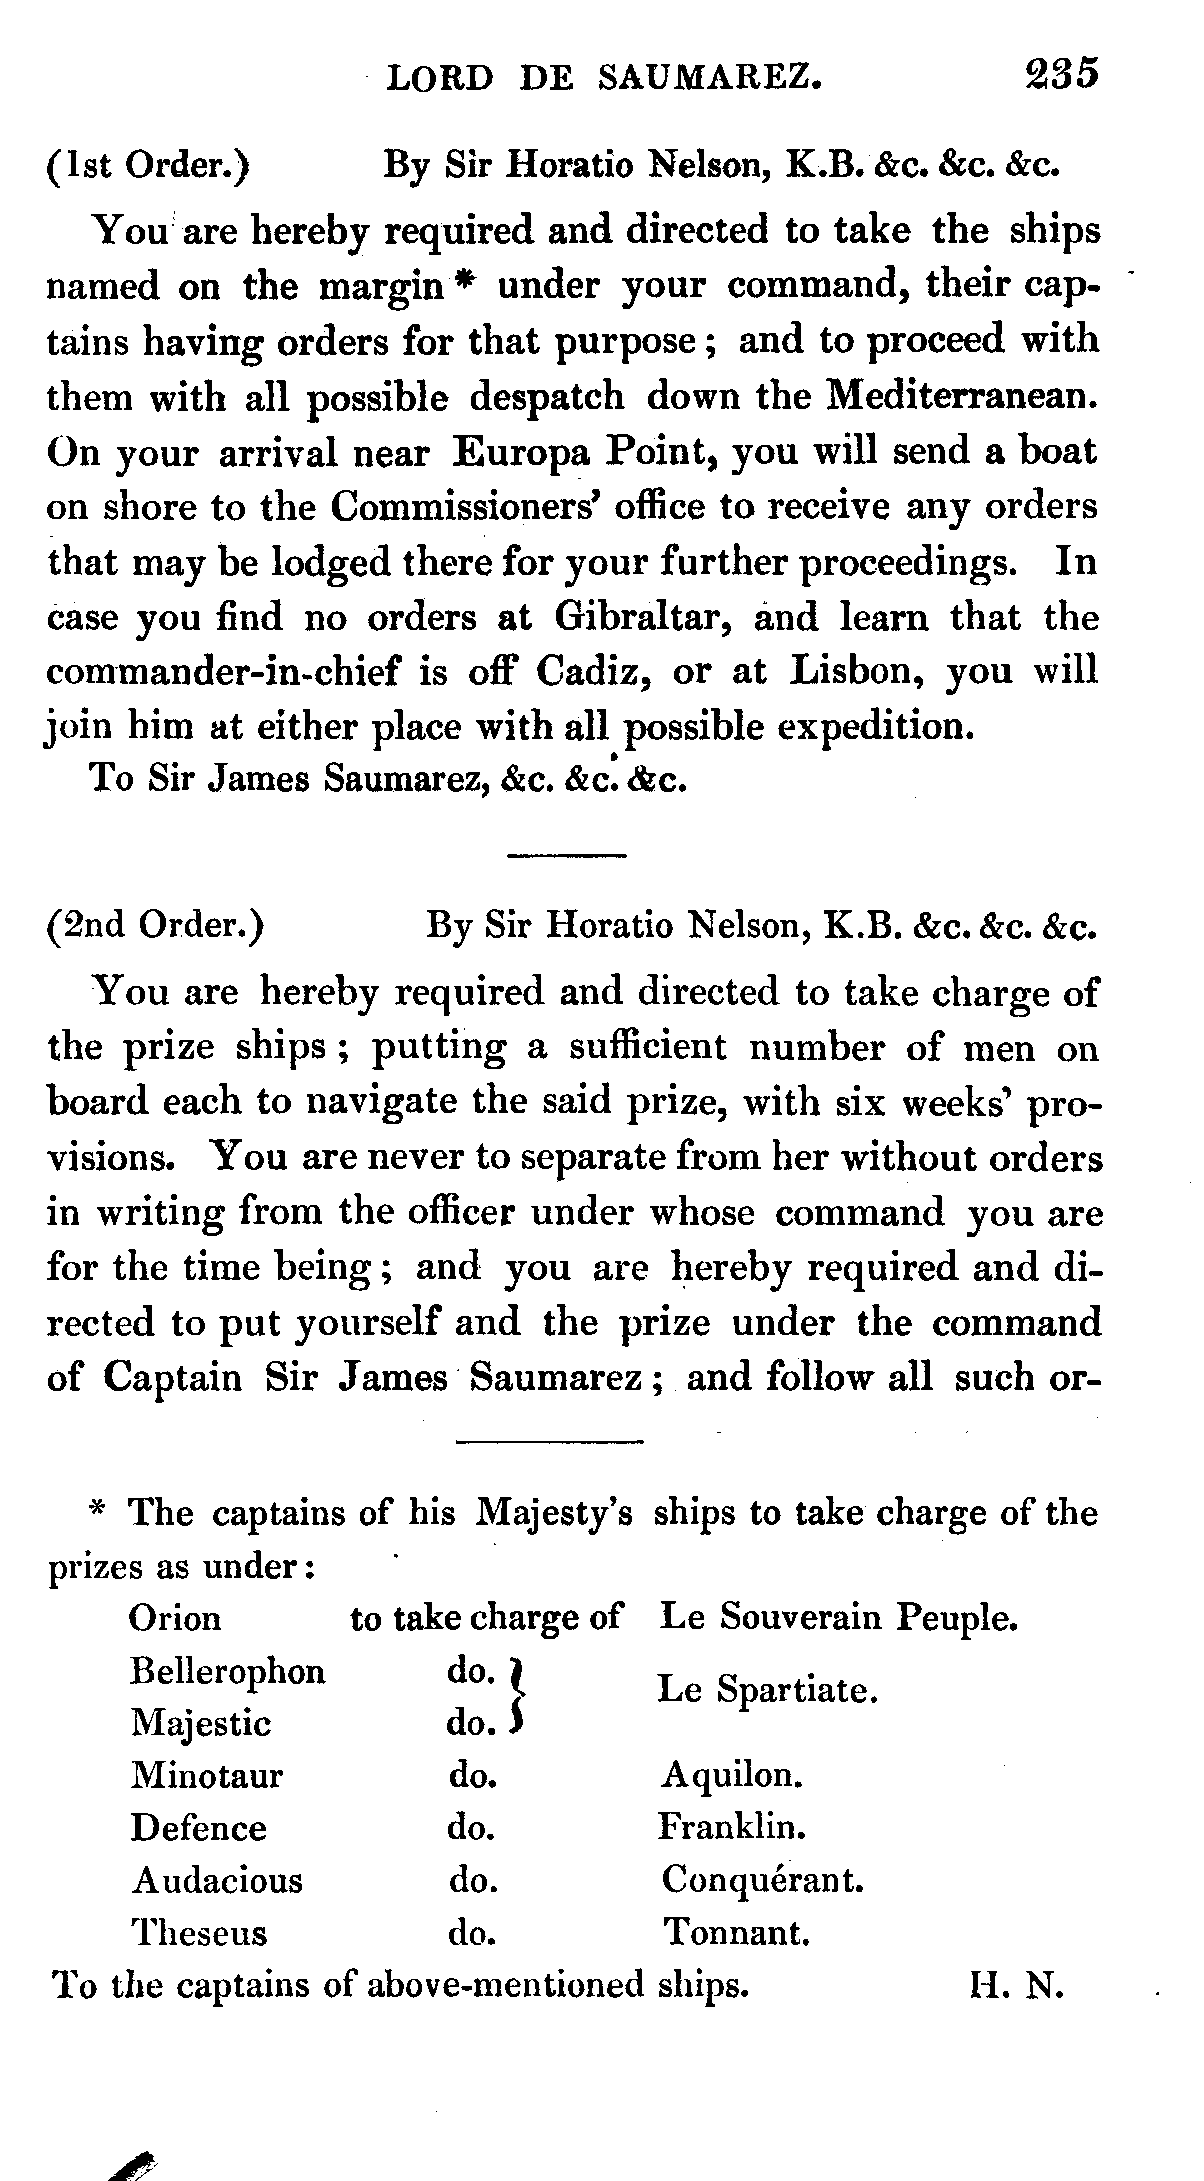 LORD DE SAUMAREZ. 235
(1st Order.) By Sir Horatio Nelson, K.B. &c. &c. &c.
You are hereby required and directed to take the ships
named on the margin * under your command, their cap-
tains having orders for that purpose ; and to proceed with
them with all possible despatch down the Mediterranean.
On your arrival near Europa Point, you will send a boat
on shore to the Commissioners’ office to receive any orders
that may be lodged there for your further proceedings. In
case you find no orders at Gibraltar, and learn that the
commander-in-chief is off Cadiz, or at Lisbon, you will
join him at either place with all possible expedition.
To Sir James Saumarez, &c. &c. &c.
(2nd Order.) By Sir Horatio Nelson, K.B. &c. &c. &c.
You are hereby required and directed to take charge of
the prize ships ; putting a sufficient number of men on
board each to navigate the said prize, with six weeks’ pro-
visions. You are never to separate from her without orders
in writing from the officer under whose command you are
for the time being ; and you are hereby required and di-
rected to put yourself and the prize under the command
of Captain Sir James Saumarez ; and follow all such or-
* The captains of his Majesty’s ships to take charge of the
prizes as under :
Orion to take charge of Le Souverain Peuple.
Bellerophon do. }
Le Spartiate.
Majestic do.
Minotaur do. Aquilon.
Defence do. Franklin.
Audacious do. Conquérant.
Theseus do. Tonnant.
To the captains of above-mentioned ships. H. N.